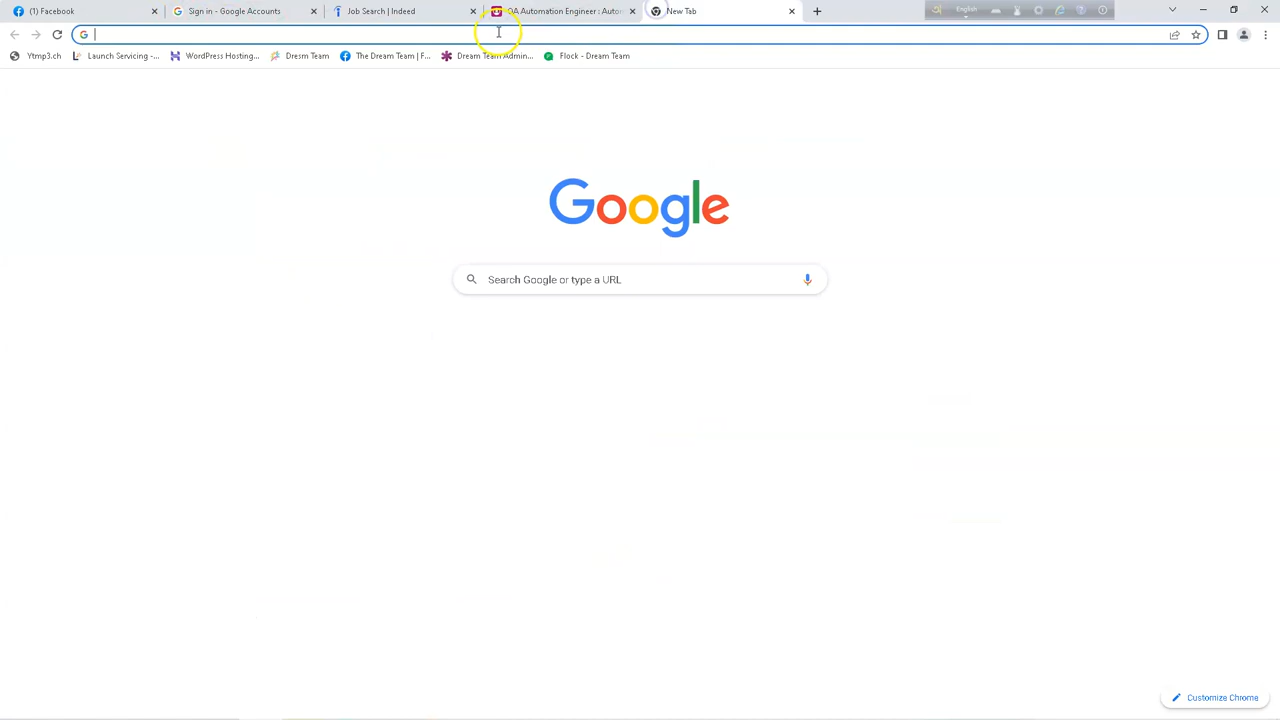 (1) Facebook
Sign in - Google Accounts
Job Search | Indeed
QA Automation Engineer : Auto
New Tab
English
Ytmp3.ch
Launch Servicing -...
WordPress Hosting...
Dresm Team
The Dream Team | F...
Dream Team Admin...
Flock - Dream Team
Google
Search Google or type a URL
Customize Chrome